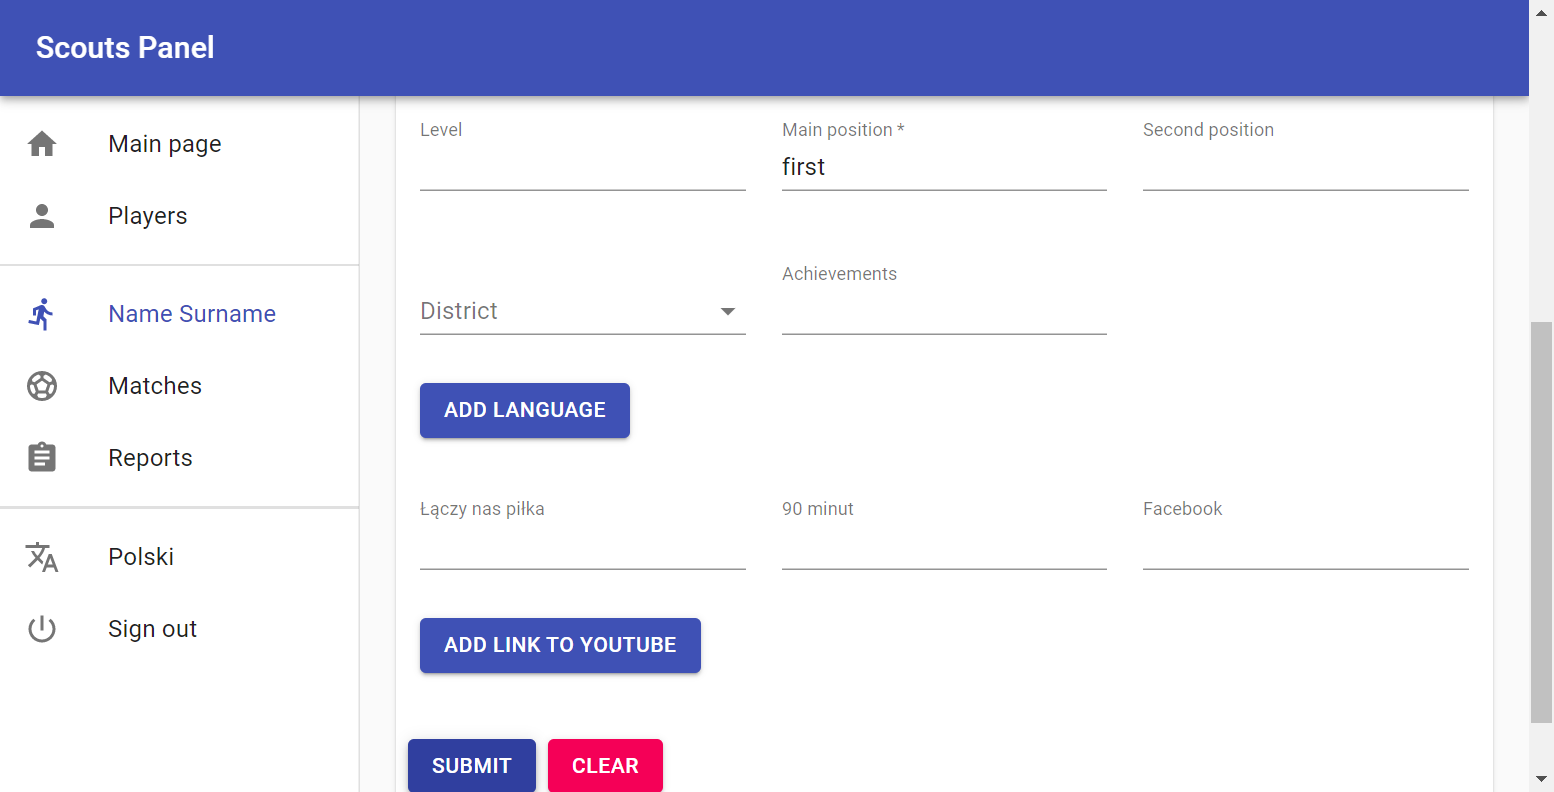 Scouts Panel
Main page
Players
Name Surname
Matches
Reports
Polski
Sign out
Level
Main position *
Second position
first
District
Achievements
ADD LANGUAGE
Łączy nas piłka
90 minut
Facebook
ADD LINK TO YOUTUBE
SUBMIT
CLEAR